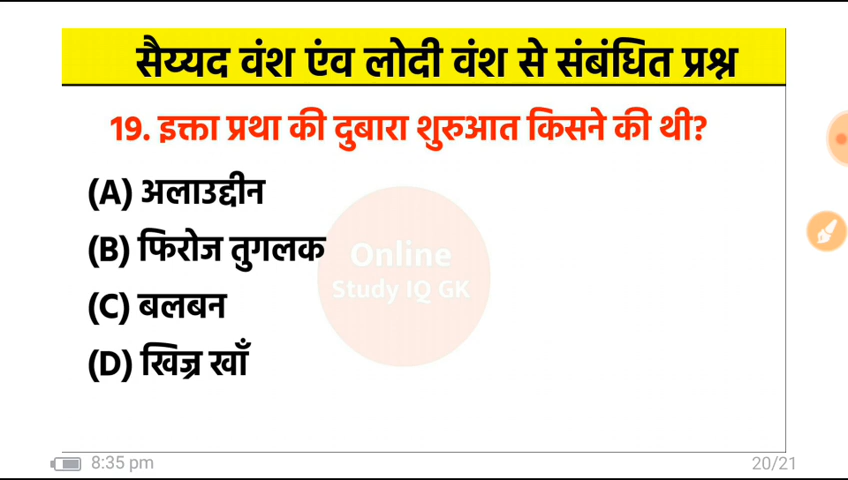 सैय्यद वंश एंव लोदी वंश से संबंधित प्रश्न
19. इक्ता प्रथा की दुबारा शुरुआत किसने की थी?
(A) अलाउद्दीन
(B) फिरोज तुगलक
(C) बलबन
(D) खिज्र खाँ
Online
Study IQ GK
8:35 pm
20/21